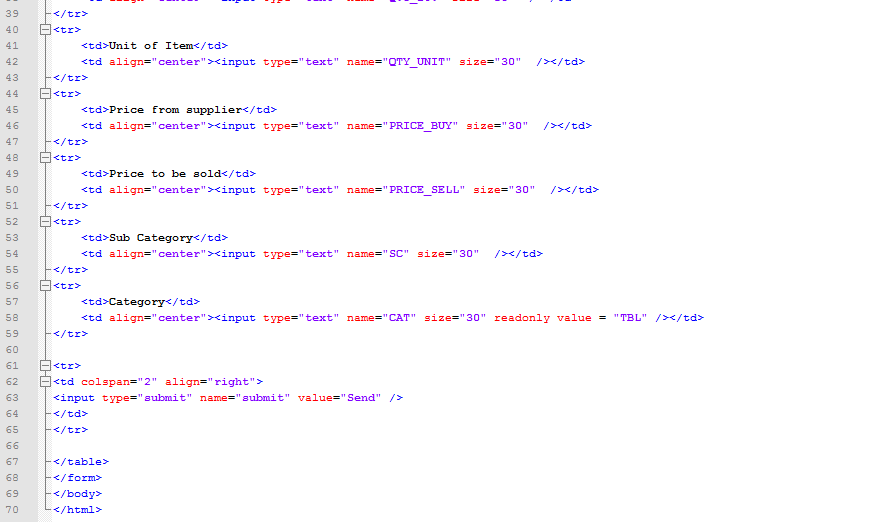 39 </tr>
40 <tr>
41 <td>Unit of Item</td>
42 <td align="center"><input type="text" name="QTY_UNIT" size="30" /></td>
43 </tr>
44 <tr>
45 <td>Price from supplier</td>
46 <td align="center"><input type="text" name="PRICE_BUY" size="30" /></td>
47 </tr>
48 <tr>
49 <td>Price to be sold</td>
50 <td align="center"><input type="text" name="PRICE_SELL" size="30" /></td>
51 </tr>
52 <tr>
53 <td>Sub Category</td>
54 <td align="center"><input type="text" name="SC" size="30" /></td>
55 </tr>
56 <tr>
57 <td>Category</td>
58 <td align="center"><input type="text" name="CAT" size="30" readonly value = "TBL" /></td>
59 </tr>
60
61 <tr>
62 <td colspan="2" align="right">
63 <input type="submit" name="submit" value="Send" />
64 </td>
65 </tr>
66
67 </table>
68 </form>
69 </body>
70 </html>